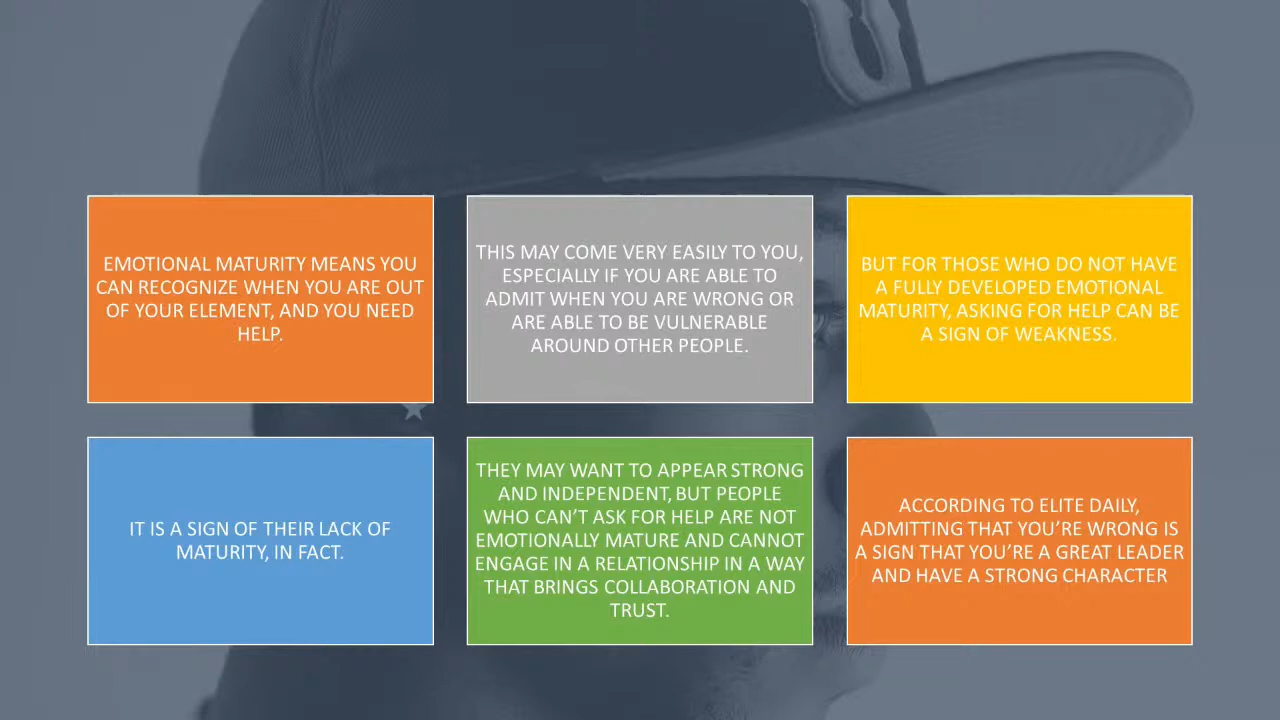 EMOTIONAL MATURITY MEANS YOU
CAN RECOGNIZE WHEN YOU ARE OUT
OF YOUR ELEMENT, AND YOU NEED
HELP.
THIS MAY COME VERY EASILY TO YOU,
ESPECIALLY IF YOU ARE ABLE TO
ADMIT WHEN YOU ARE WRONG OR
ARE ABLE TO BE VULNERABLE
AROUND OTHER PEOPLE.
BUT FOR THOSE WHO DO NOT HAVE
A FULLY DEVELOPED EMOTIONAL
MATURITY, ASKING FOR HELP CAN BE
A SIGN OF WEAKNESS.
IT IS A SIGN OF THEIR LACK OF
MATURITY, IN FACT.
THEY MAY WANT TO APPEAR STRONG
AND INDEPENDENT, BUT PEOPLE
WHO CAN'T ASK FOR HELP ARE NOT
EMOTIONALLY MATURE AND CANNOT
ENGAGE IN A RELATIONSHIP IN A WAY
THAT BRINGS COLLABORATION AND
TRUST.
ACCORDING TO ELITE DAILY,
ADMITTING THAT YOU'RE WRONG IS
A SIGN THAT YOU'RE A GREAT LEADER
AND HAVE A STRONG CHARACTER